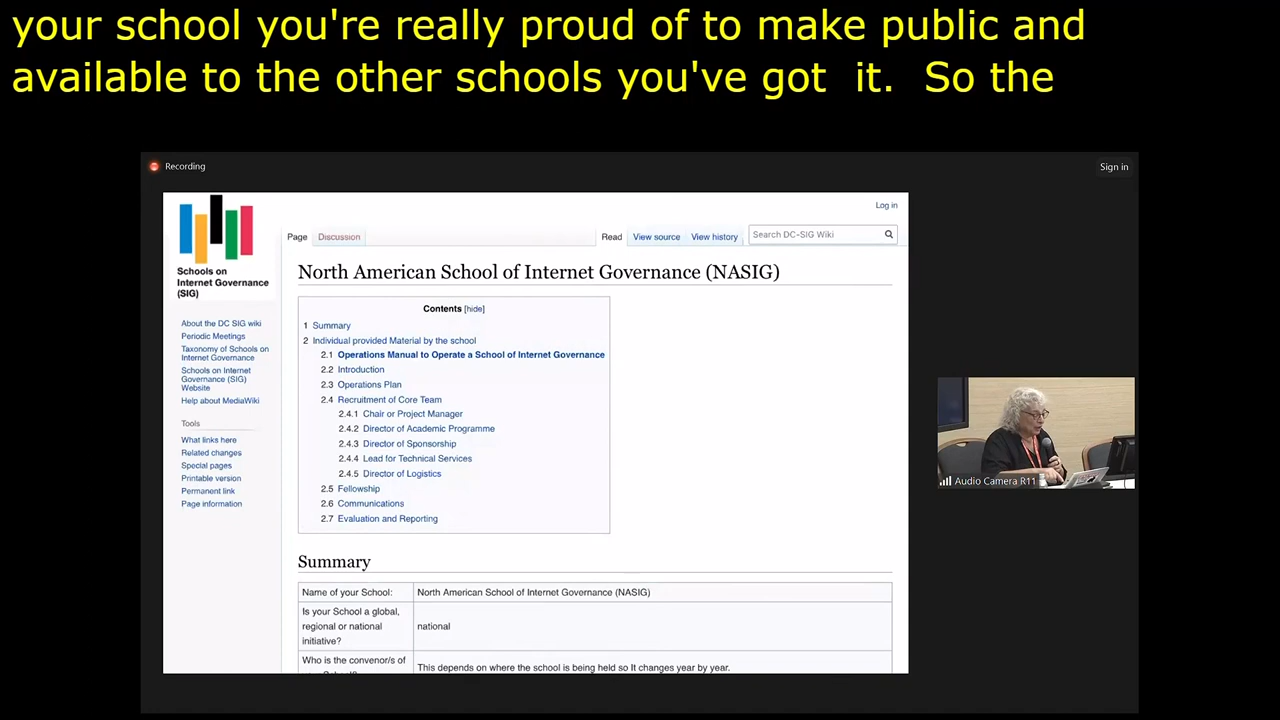 your school you're really proud of to make public and
available to the other schools you've got  it.  So the
Recording
Sign in
Schools on
Internet Governance
(SIG)
Log in
Page
Discussion
Read
View source
View history
Search DC-SIG Wiki
North American School of Internet Governance (NASIG)
Contents [hide]
1 Summary
2 Individual provided Material by the school
2.1 Operations Manual to Operate a School of Internet Governance
2.2 Introduction
2.3 Operations Plan
2.4 Recruitment of Core Team
2.4.1 Chair or Project Manager
2.4.2 Director of Academic Programme
2.4.3 Director of Sponsorship
2.4.4 Lead for Technical Services
2.4.5 Director of Logistics
2.5 Fellowship
2.6 Communications
2.7 Evaluation and Reporting
About the DC SIG wiki
Periodic Meetings
Taxonomy of Schools on
Internet Governance
Schools on Internet
Governance (SIG)
Website
Help about MediaWiki
Tools
What links here
Related changes
Special pages
Printable version
Permanent link
Page information
Summary
Name of your School:
North American School of Internet Governance (NASIG)
Is your School a global,
regional or national
initiative?
national
Who is the convenor/s of
This depends on where the school is being held so It changes year by year.
Audio Camera R11